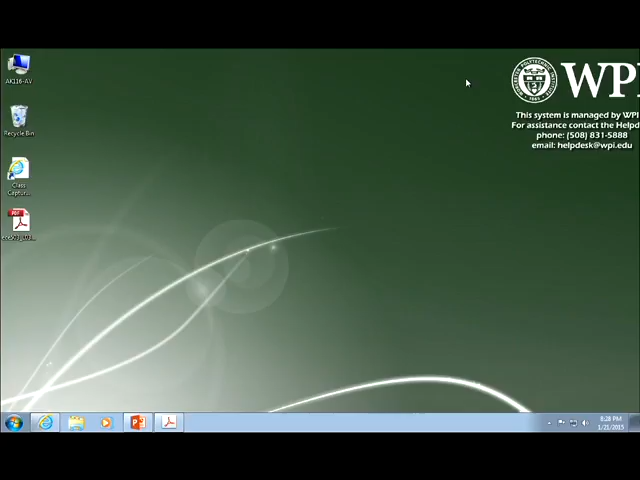 AK116-AV
Recycle Bin
Class
Captur...
WPI
This system is managed by WPI
For assistance contact the Helpd
phone: (508) 831-5888
email: helpdesk@wpi.edu
8:28 PM
1/21/2015